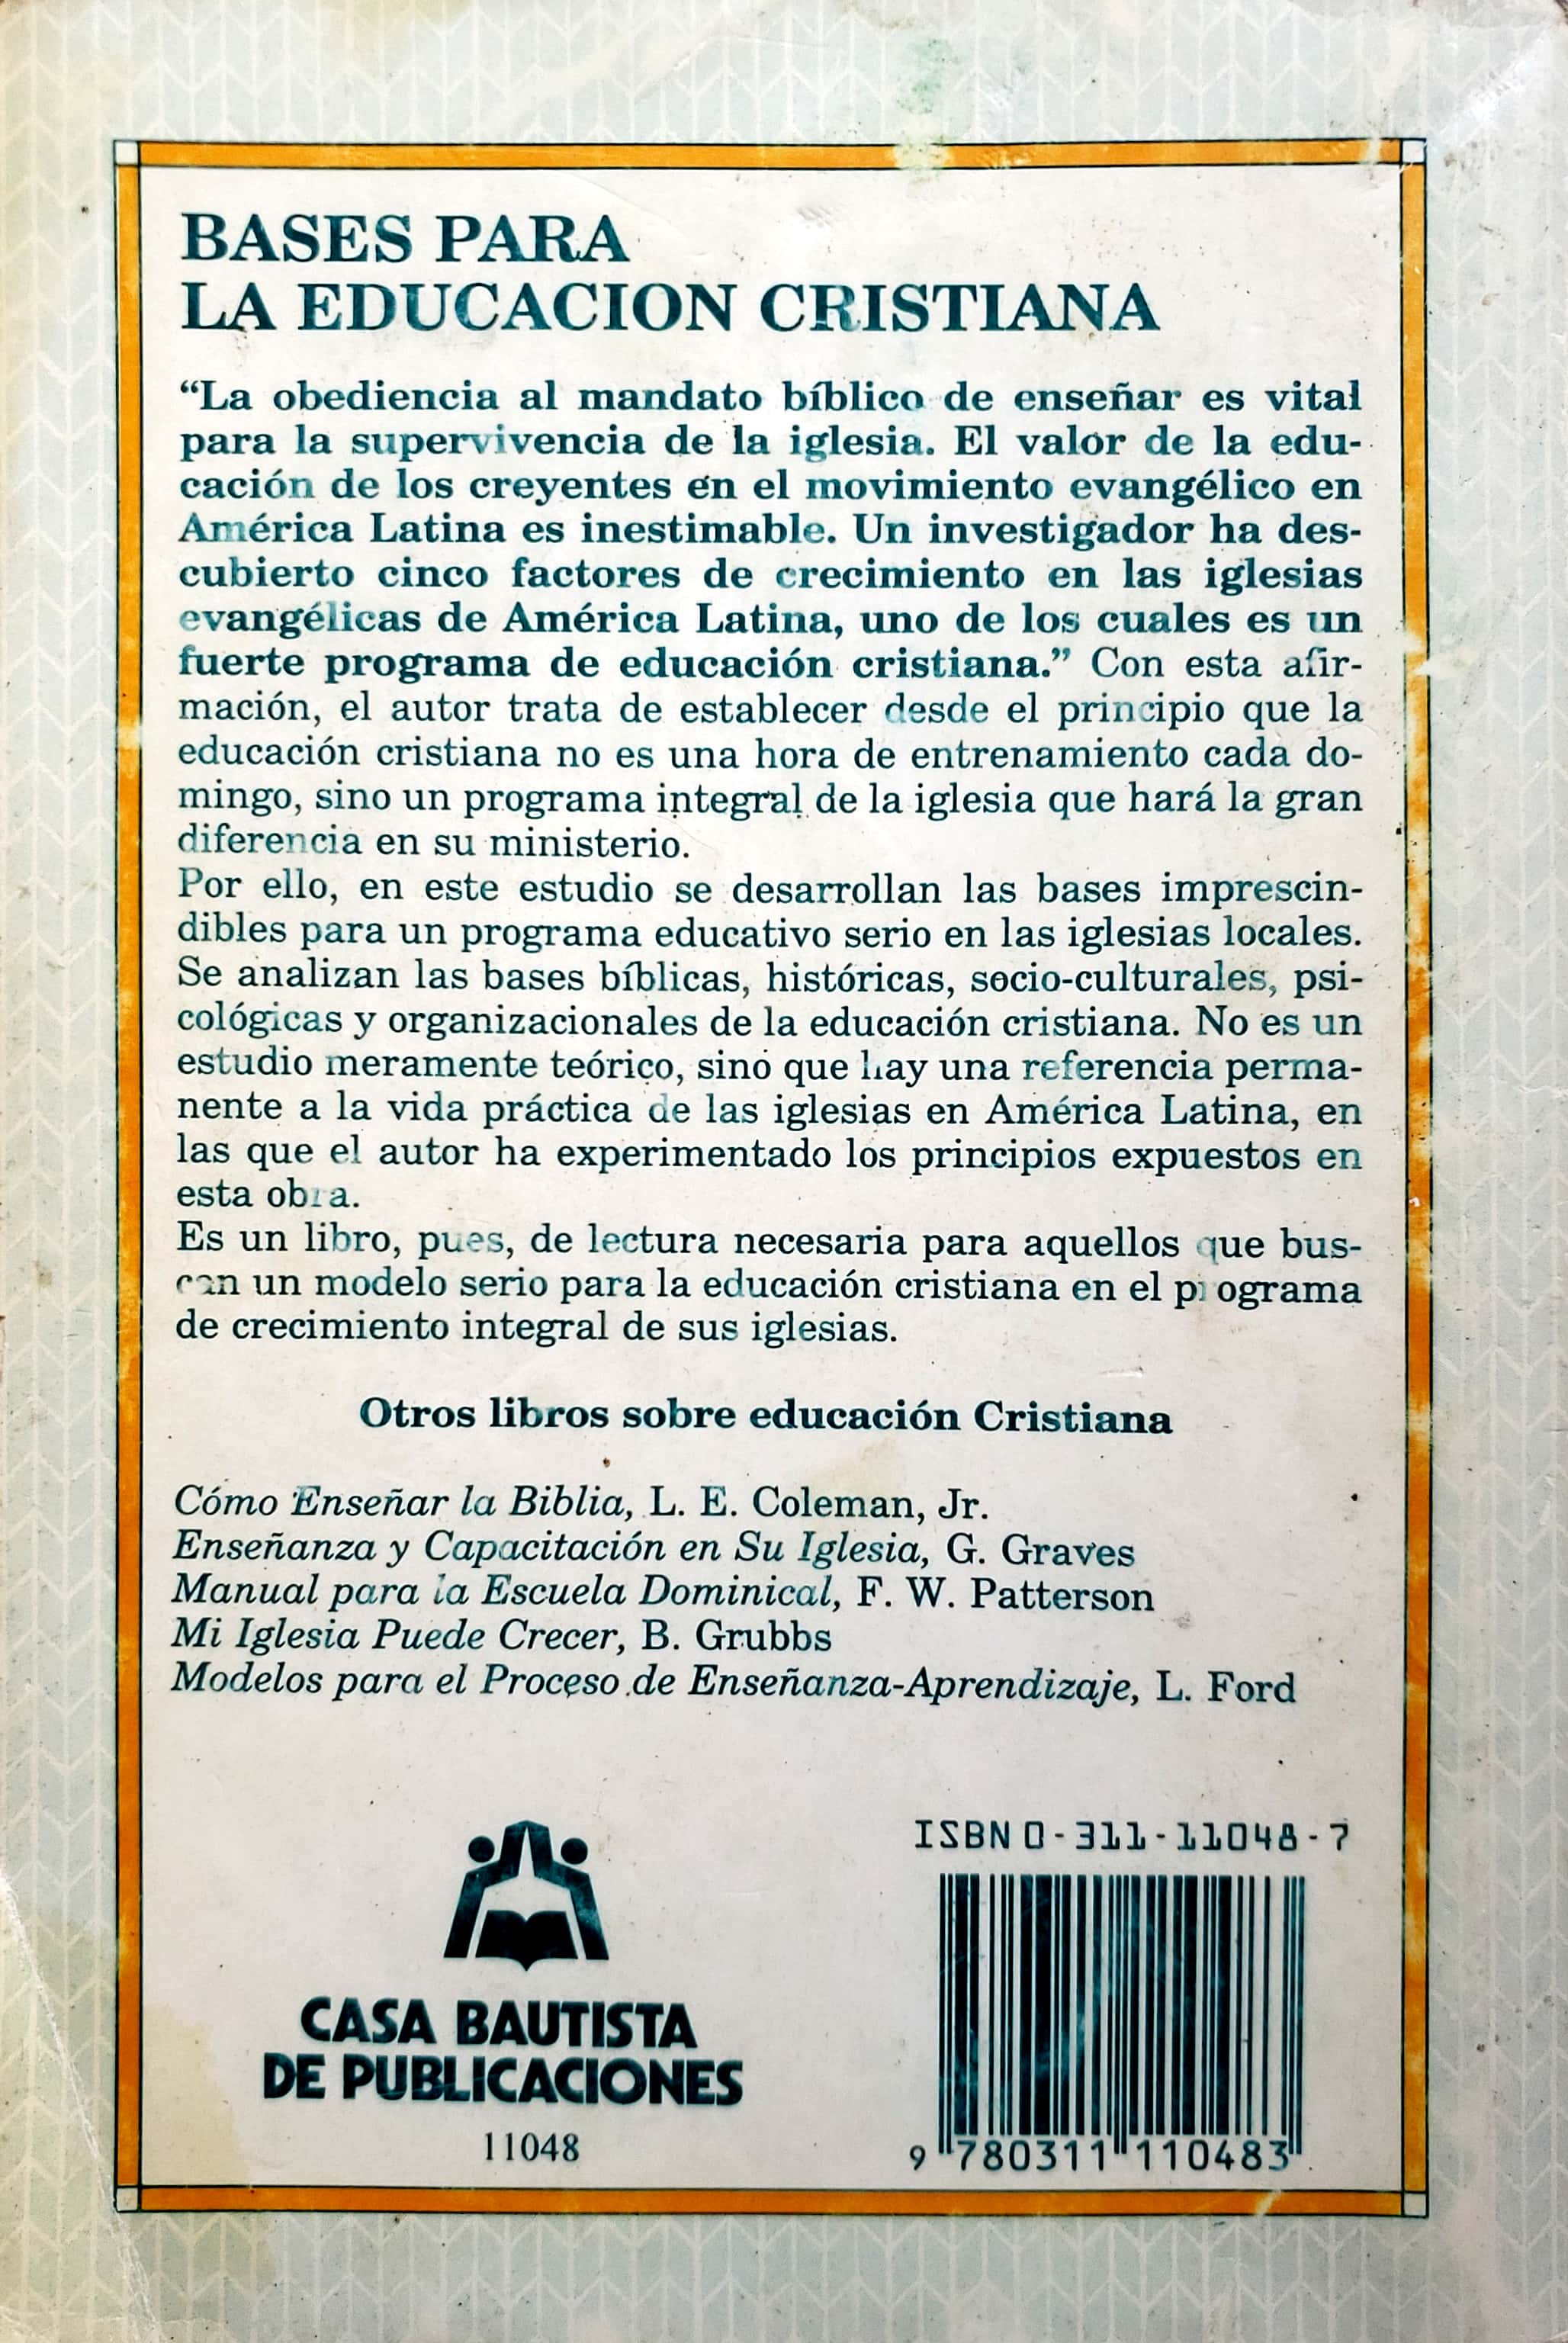 BASES PARA
LA EDUCACION CRISTIANA
“La obediencia al mandato bíblico de enseñar es vital
para la supervivencia de la iglesia. El valor de la edu-
cación de los creyentes en el movimiento evangélico en
América Latina es inestimable. Un investigador ha des-
cubierto cinco factores de crecimiento en las iglesias
evangélicas de América Latina, uno de los cuales es un
fuerte programa de educación cristiana.” Con esta afir-
mación, el autor trata de establecer desde el principio que la
educación cristiana no es una hora de entrenamiento cada do-
mingo, sino un programa integral de la iglesia que hará la gran
diferencia en su ministerio.
Por ello, en este estudio se desarrollan las bases imprescin-
dibles para un programa educativo serio en las iglesias locales.
Se analizan las bases bíblicas, históricas, socio-culturales, psi-
cológicas y organizacionales de la educación cristiana. No es un
estudio meramente teórico, sino que hay una referencia perma-
nente a la vida práctica de las iglesias en América Latina, en
las que el autor ha experimentado los principios expuestos en
esta obra.
Es un libro, pues, de lectura necesaria para aquellos que bus-
can un modelo serio para la educación cristiana en el programa
de crecimiento integral de sus iglesias.
Otros libros sobre educación Cristiana
Cómo Enseñar la Biblia, L. E. Coleman, Jr.
Enseñanza y Capacitación en Su Iglesia, G. Graves
Manual para la Escuela Dominical, F. W. Patterson
Mi Iglesia Puede Crecer, B. Grubbs
Modelos para el Proceso de Enseñanza-Aprendizaje, L. Ford
CASA BAUTISTA
DE PUBLICACIONES
11048
ISBN 0-311-11048-7
9 780311 110483